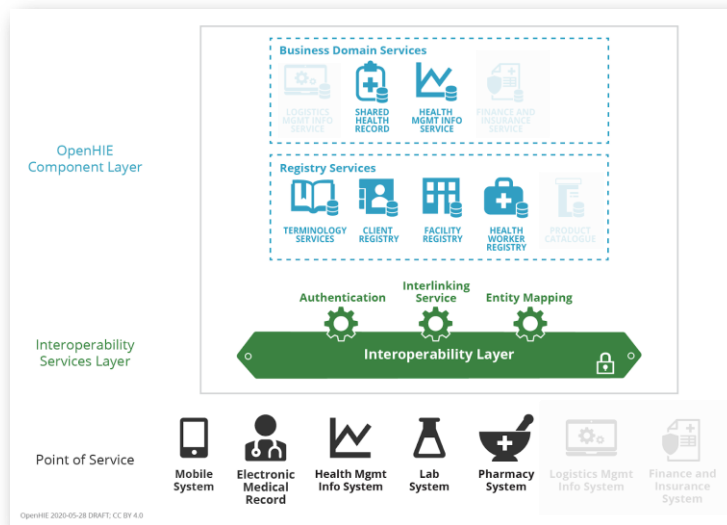 Business Domain Services
LOGISTICS
MGMT INFO
SERVICE
SHARED
HEALTH
RECORD
HEALTH
MGMT INFO
SERVICE
FINANCE AND
INSURANCE
SERVICE
OpenHIE
Component Layer
Registry Services
TERMINOLOGY
SERVICES
CLIENT
REGISTRY
FACILITY
REGISTRY
HEALTH
WORKER
REGISTRY
PRODUCT
CATALOGUE
Authentication
Interlinking
Service
Entity Mapping
Interoperability
Services Layer
Interoperability Layer
Point of Service
Mobile
System
Electronic
Medical
Record
Health Mgmt
Info System
Lab
System
Pharmacy
System
Logistics Mgmt
Info System
Finance and
Insurance
System
OpenHIE 2020-05-28 DRAFT; CC BY 4.0